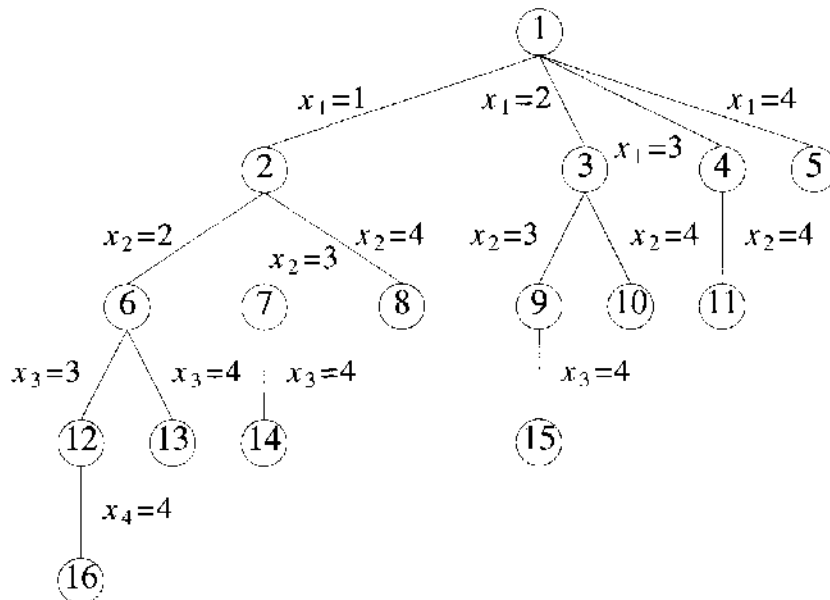 1
x₁=1
x₁=2
x₁=3
x₁=4
2
3
4
5
x₂=2
x₂=3
x₂=4
x₂=3
x₂=4
x₂=4
6
7
8
9
10
11
x₃=3
x₃=4
x₃=4
x₃=4
12
13
14
15
x₄=4
16